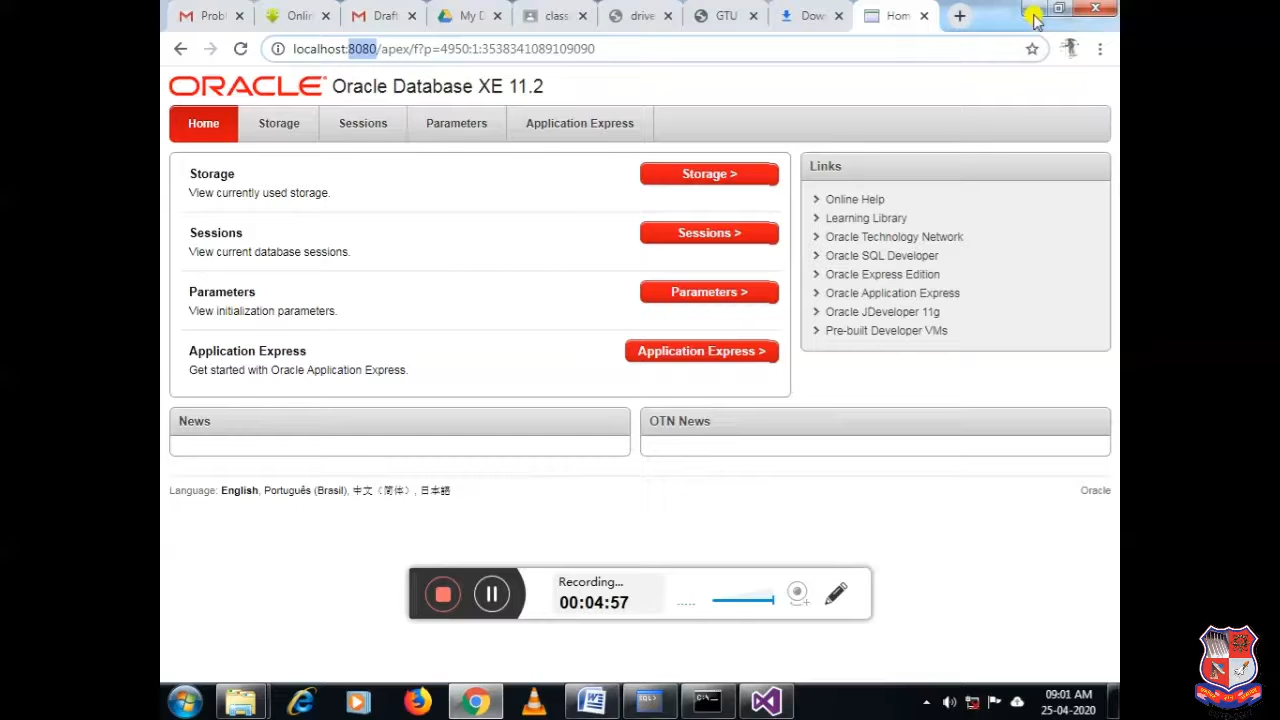 Probl
Onlin
Draft
My D
class
drive
GTU
Dow
Hom
localhost:8080/apex/f?p=4950:1:3538341089109090
ORACLE Oracle Database XE 11.2
Home
Storage
Sessions
Parameters
Application Express
Storage
Storage >
View currently used storage.
Sessions
Sessions >
View current database sessions.
Parameters
Parameters >
View initialization parameters.
Application Express
Application Express >
Get started with Oracle Application Express.
Links
Online Help
Learning Library
Oracle Technology Network
Oracle SQL Developer
Oracle Express Edition
Oracle Application Express
Oracle JDeveloper 11g
Pre-built Developer VMs
News
OTN News
Language: English, Português (Brasil), 中文（简体）, 日本語
Oracle
Recording...
00:04:57
09:01 AM
25-04-2020